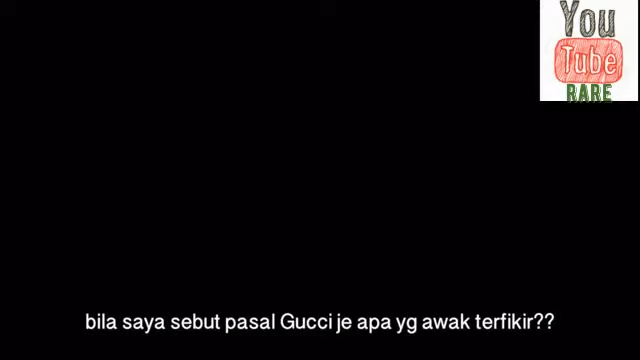 You
Tube
RARE
bila saya sebut pasal Gucci je apa yg awak terfikir??